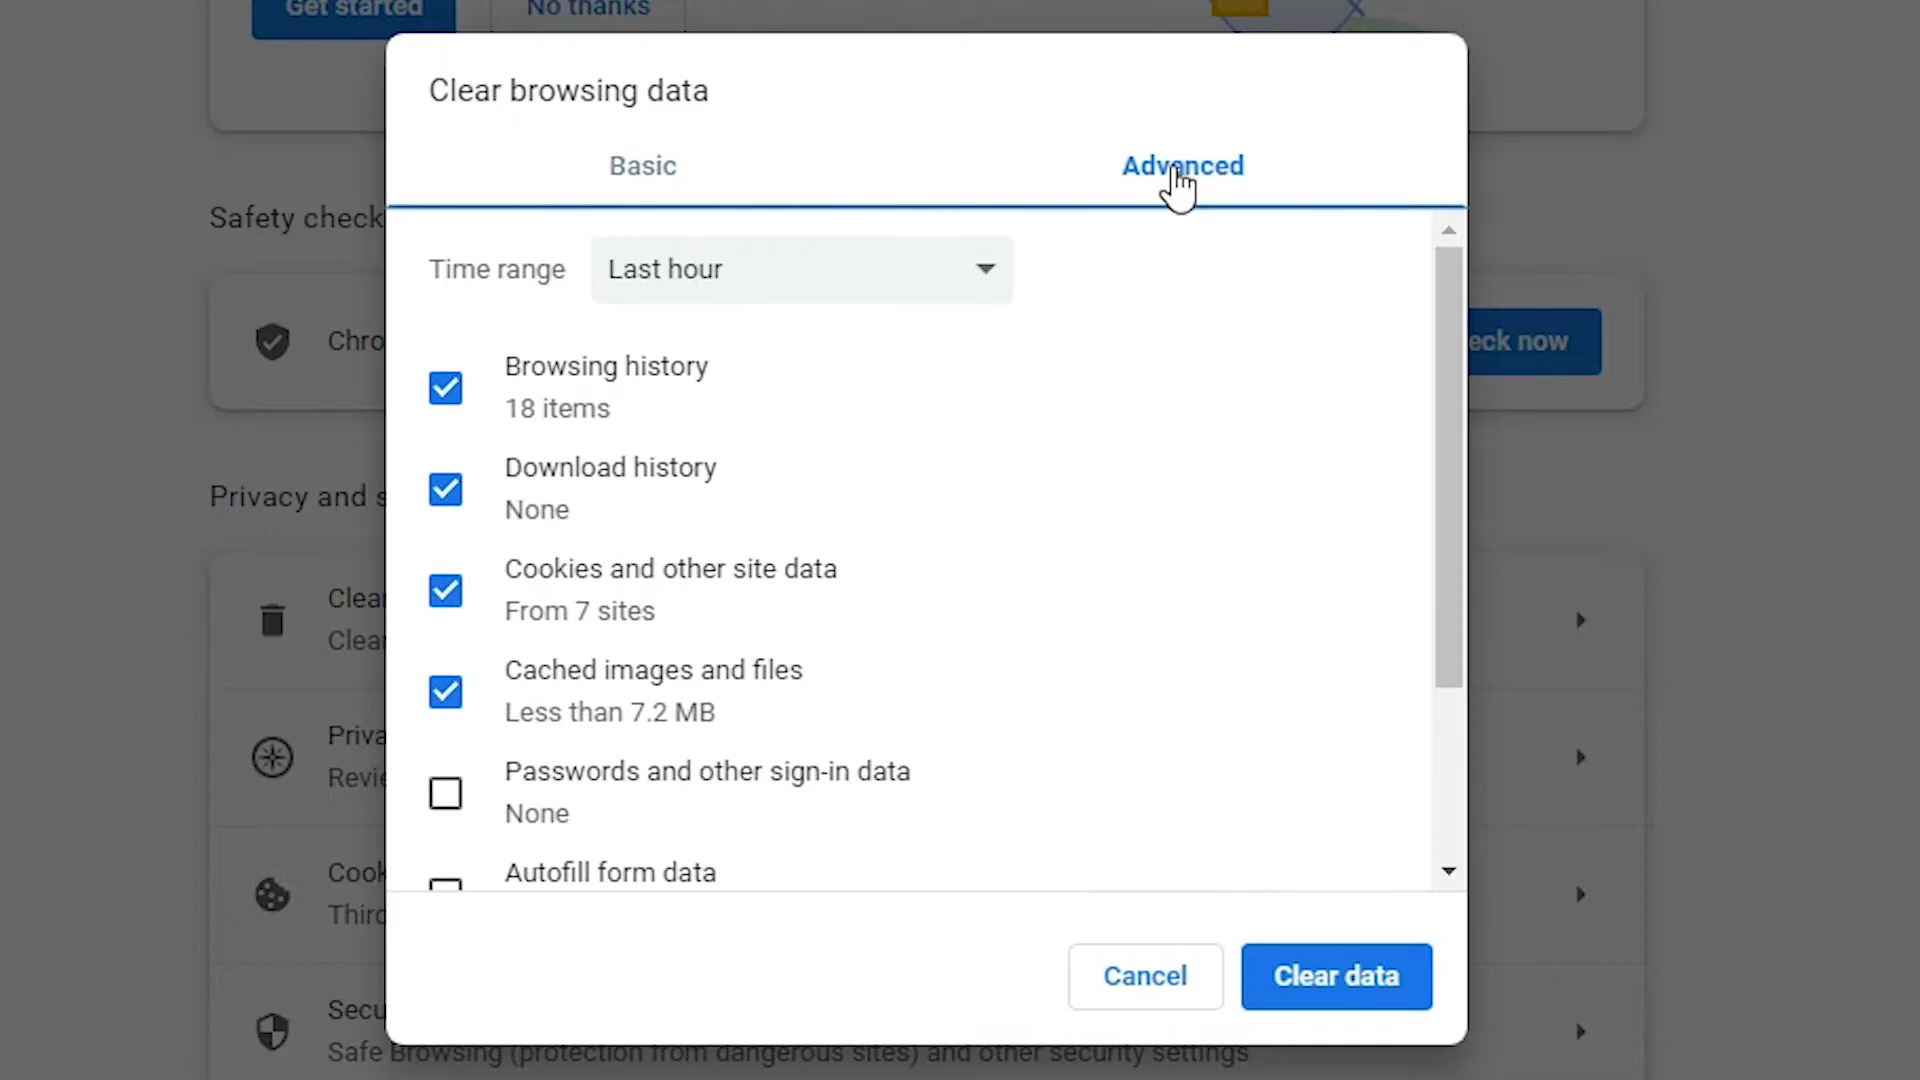 Get started
No thanks
Clear browsing data
Basic
Advanced
Safety check
Time range
Last hour
Chro
eck now
Browsing history
18 items
Download history
None
Privacy and s
Cookies and other site data
From 7 sites
Clear
Clear
Cached images and files
Less than 7.2 MB
Priva
Revie
Passwords and other sign-in data
None
Autofill form data
Cook
Third
Cancel
Clear data
Secu
Safe Browsing (protection from dangerous sites) and other security settings